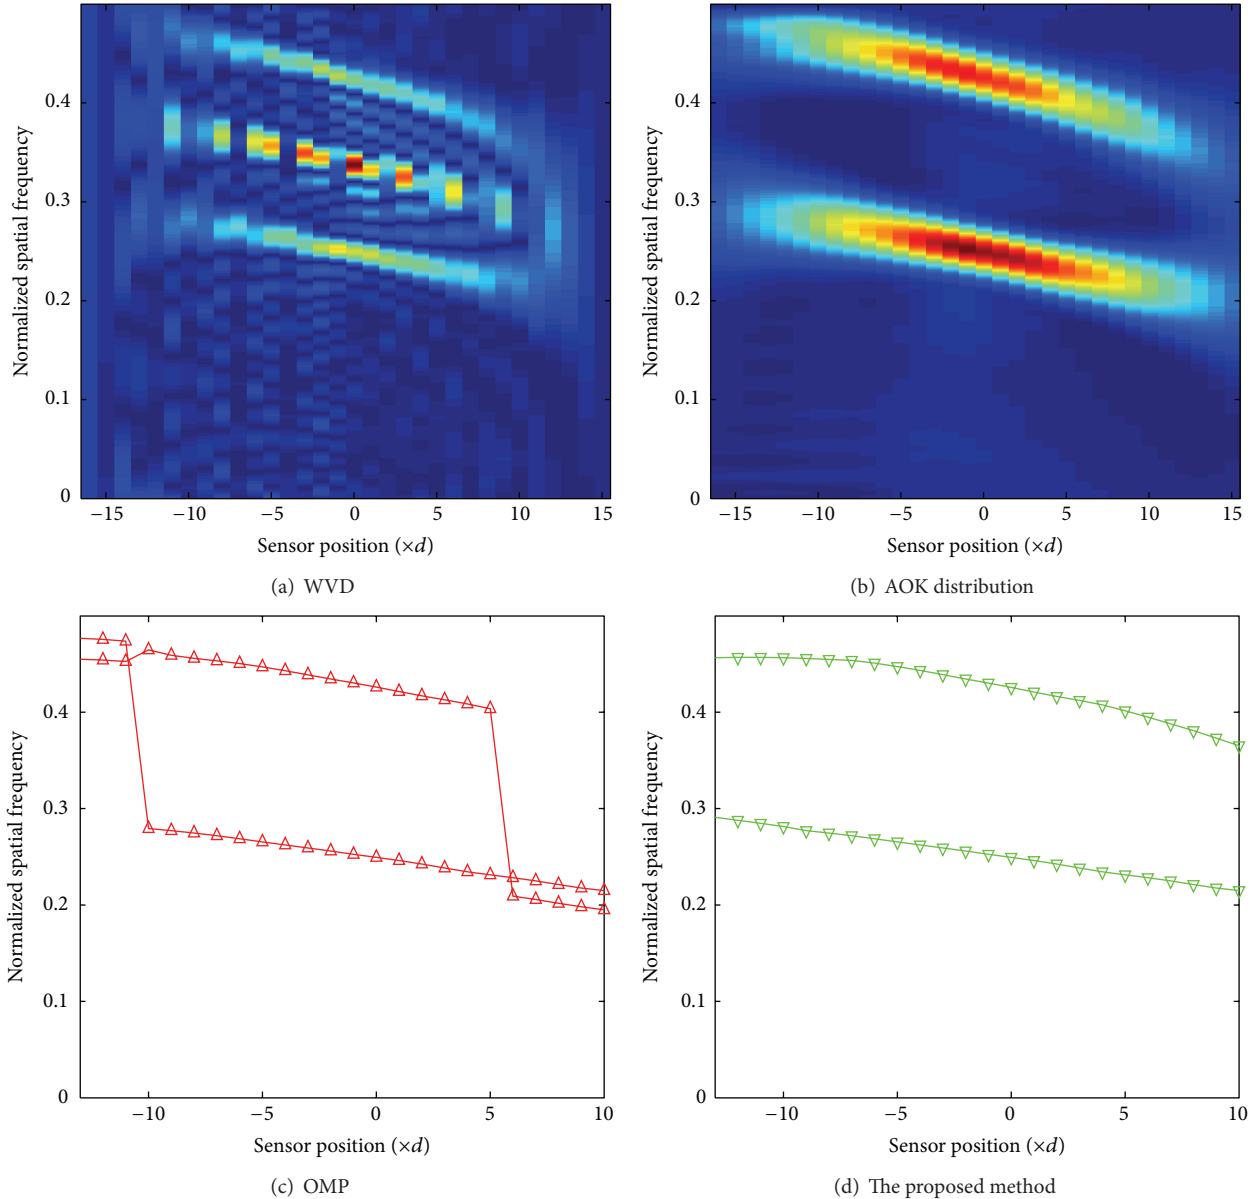 0.4
0.3
0.2
0.1
0
Normalized spatial frequency
−15 −10 −5 0 5 10 15
Sensor position (×d)
(a) WVD
0.4
0.3
0.2
0.1
0
Normalized spatial frequency
−15 −10 −5 0 5 10 15
Sensor position (×d)
(b) AOK distribution
0.4
0.3
0.2
0.1
0
Normalized spatial frequency
−10 −5 0 5 10
Sensor position (×d)
(c) OMP
0.4
0.3
0.2
0.1
0
Normalized spatial frequency
−10 −5 0 5 10
Sensor position (×d)
(d) The proposed method